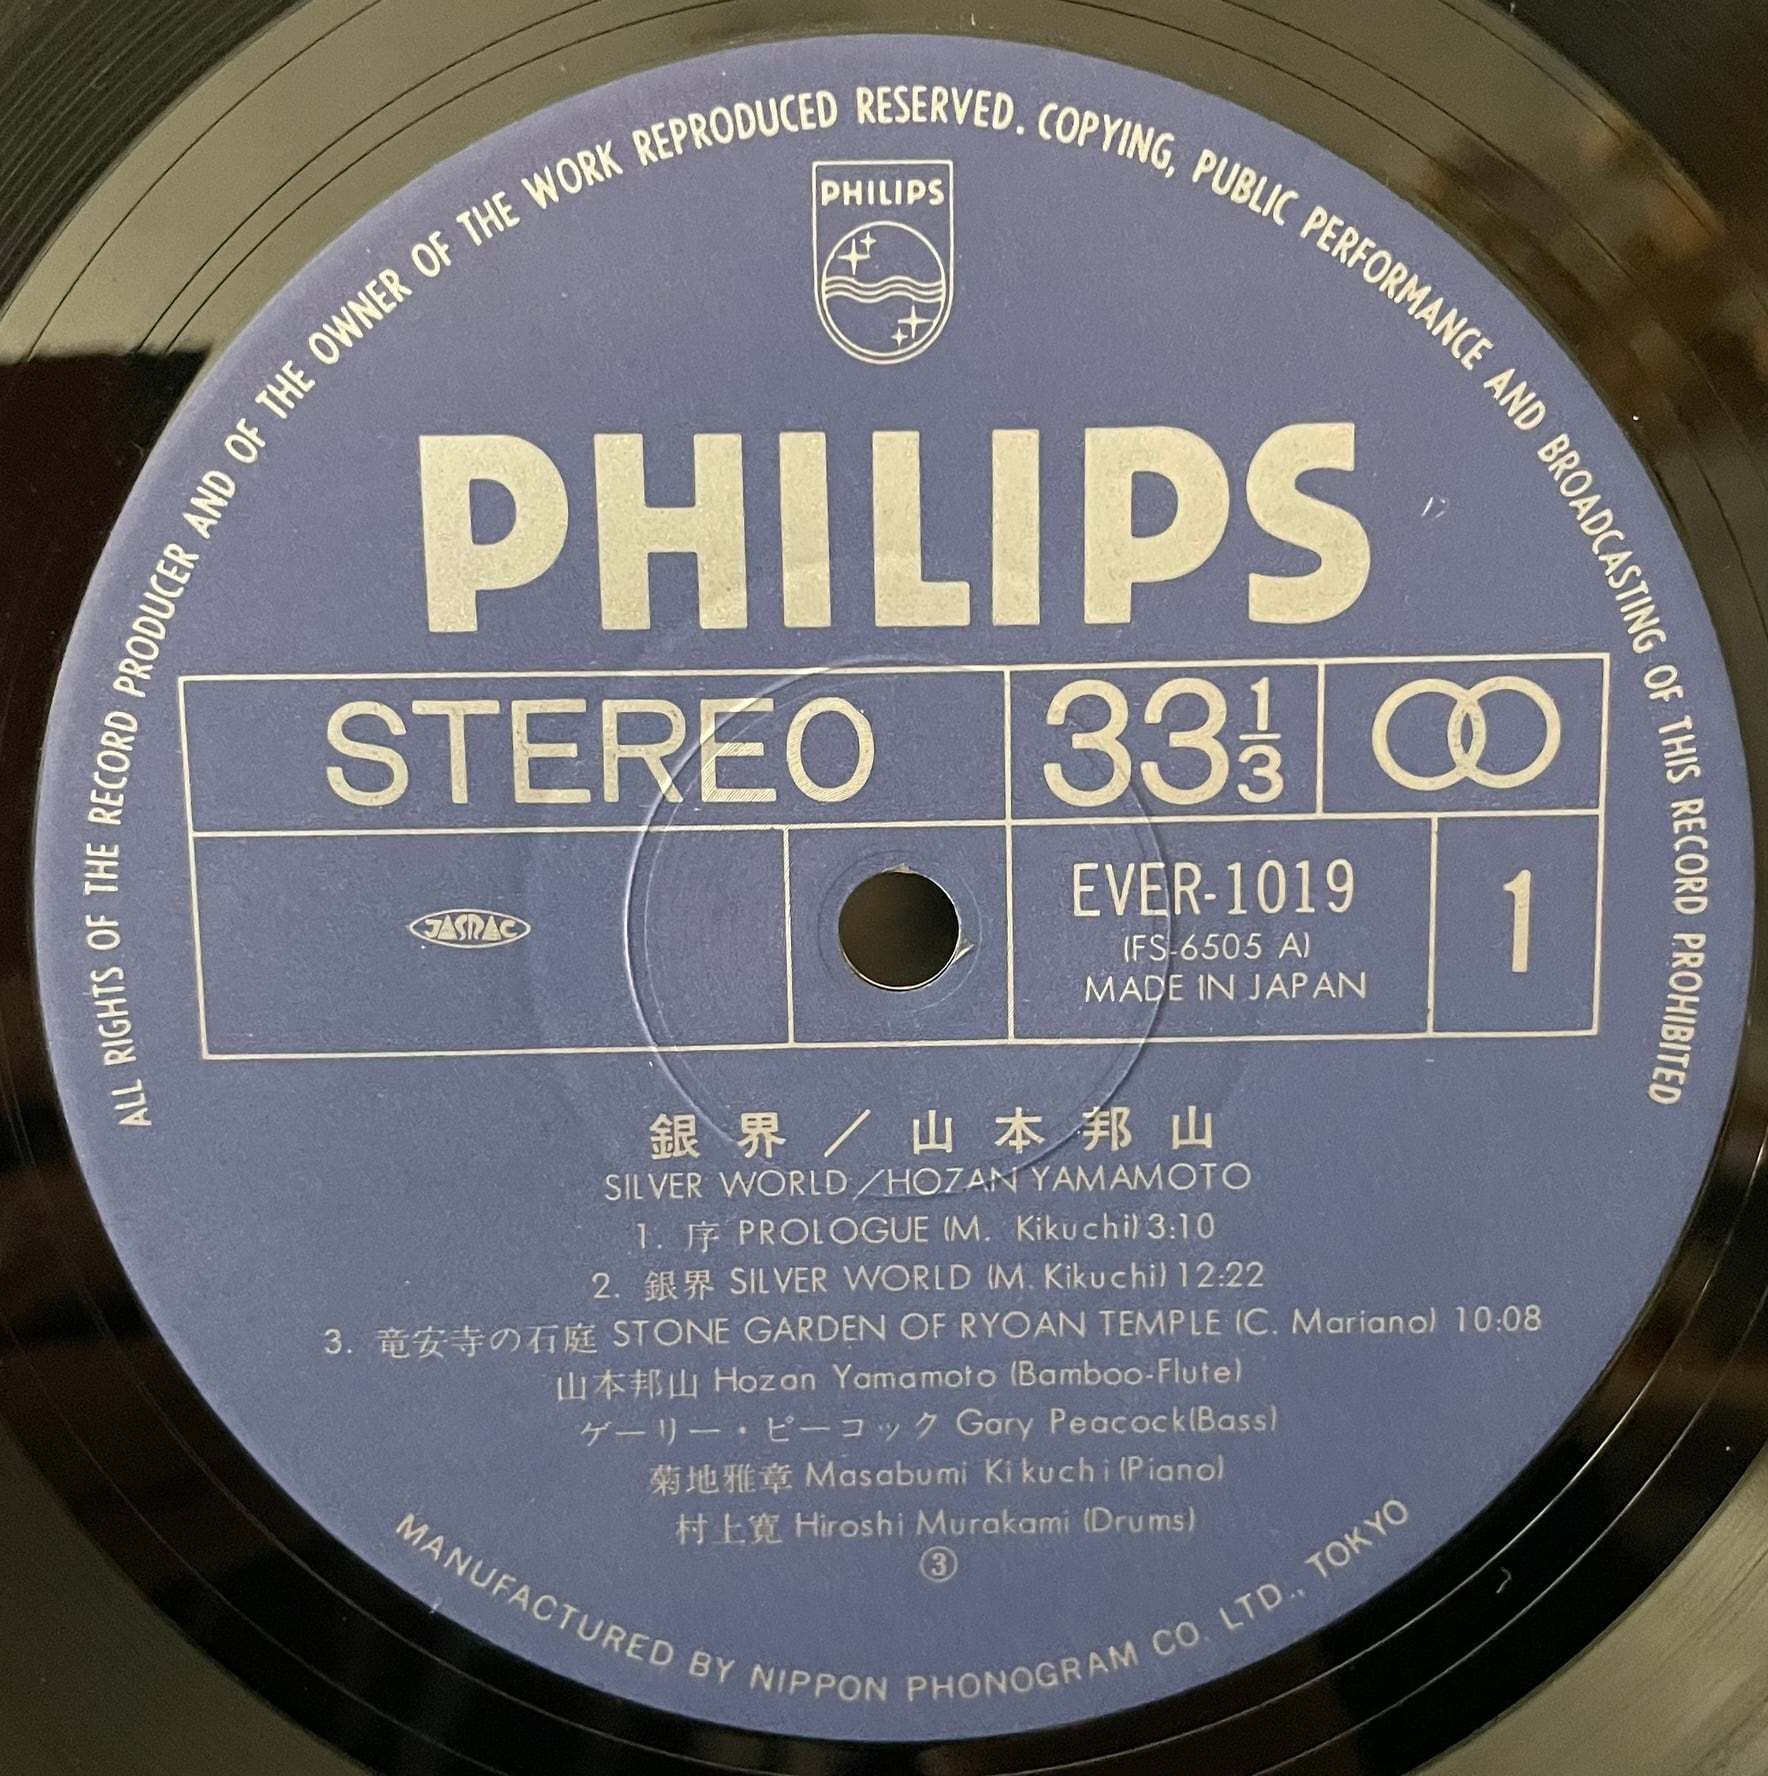 ALL RIGHTS OF THE RECORD PRODUCER AND OF THE OWNER OF THE WORK REPRODUCED RESERVED. COPYING, PUBLIC PERFORMANCE AND BROADCASTING OF THIS RECORD PROHIBITED
PHILIPS
PHILIPS
STEREO 33 1/3
JASRAC
EVER-1019
(FS-6505 A)
MADE IN JAPAN
1
銀界／山本邦山
SILVER WORLD／HOZAN YAMAMOTO
1. 序 PROLOGUE (M. Kikuchi) 3:10
2. 銀界 SILVER WORLD (M. Kikuchi) 12:22
3. 竜安寺の石庭 STONE GARDEN OF RYOAN TEMPLE (C. Mariano) 10:08
山本邦山 Hozan Yamamoto (Bamboo-Flute)
ゲーリー・ピーコック Gary Peacock(Bass)
菊地雅章 Masabumi Kikuchi (Piano)
村上寛 Hiroshi Murakami (Drums)
③
MANUFACTURED BY NIPPON PHONOGRAM CO. LTD., TOKYO